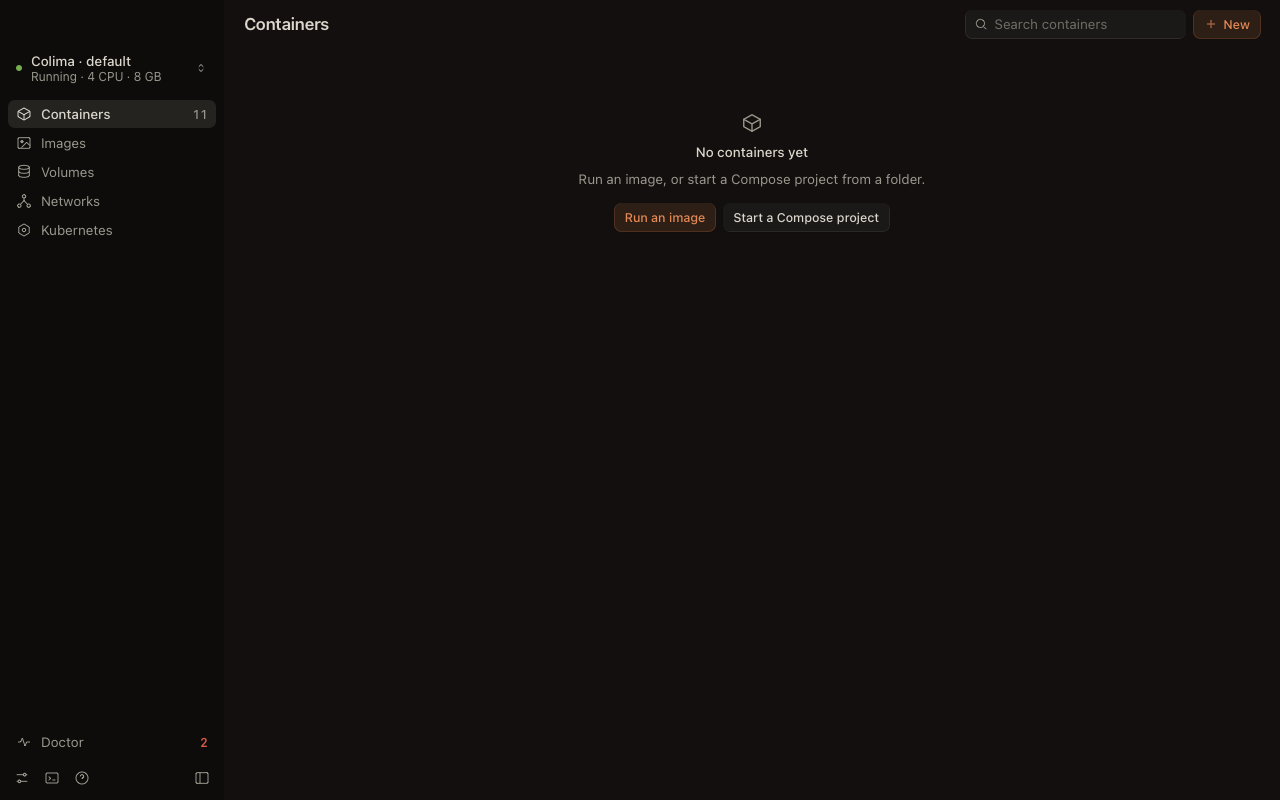 Containers
Search containers
New
Colima · default
Running · 4 CPU · 8 GB
Containers 11
Images
Volumes
Networks
Kubernetes
No containers yet
Run an image, or start a Compose project from a folder.
Run an image
Start a Compose project
Doctor 2